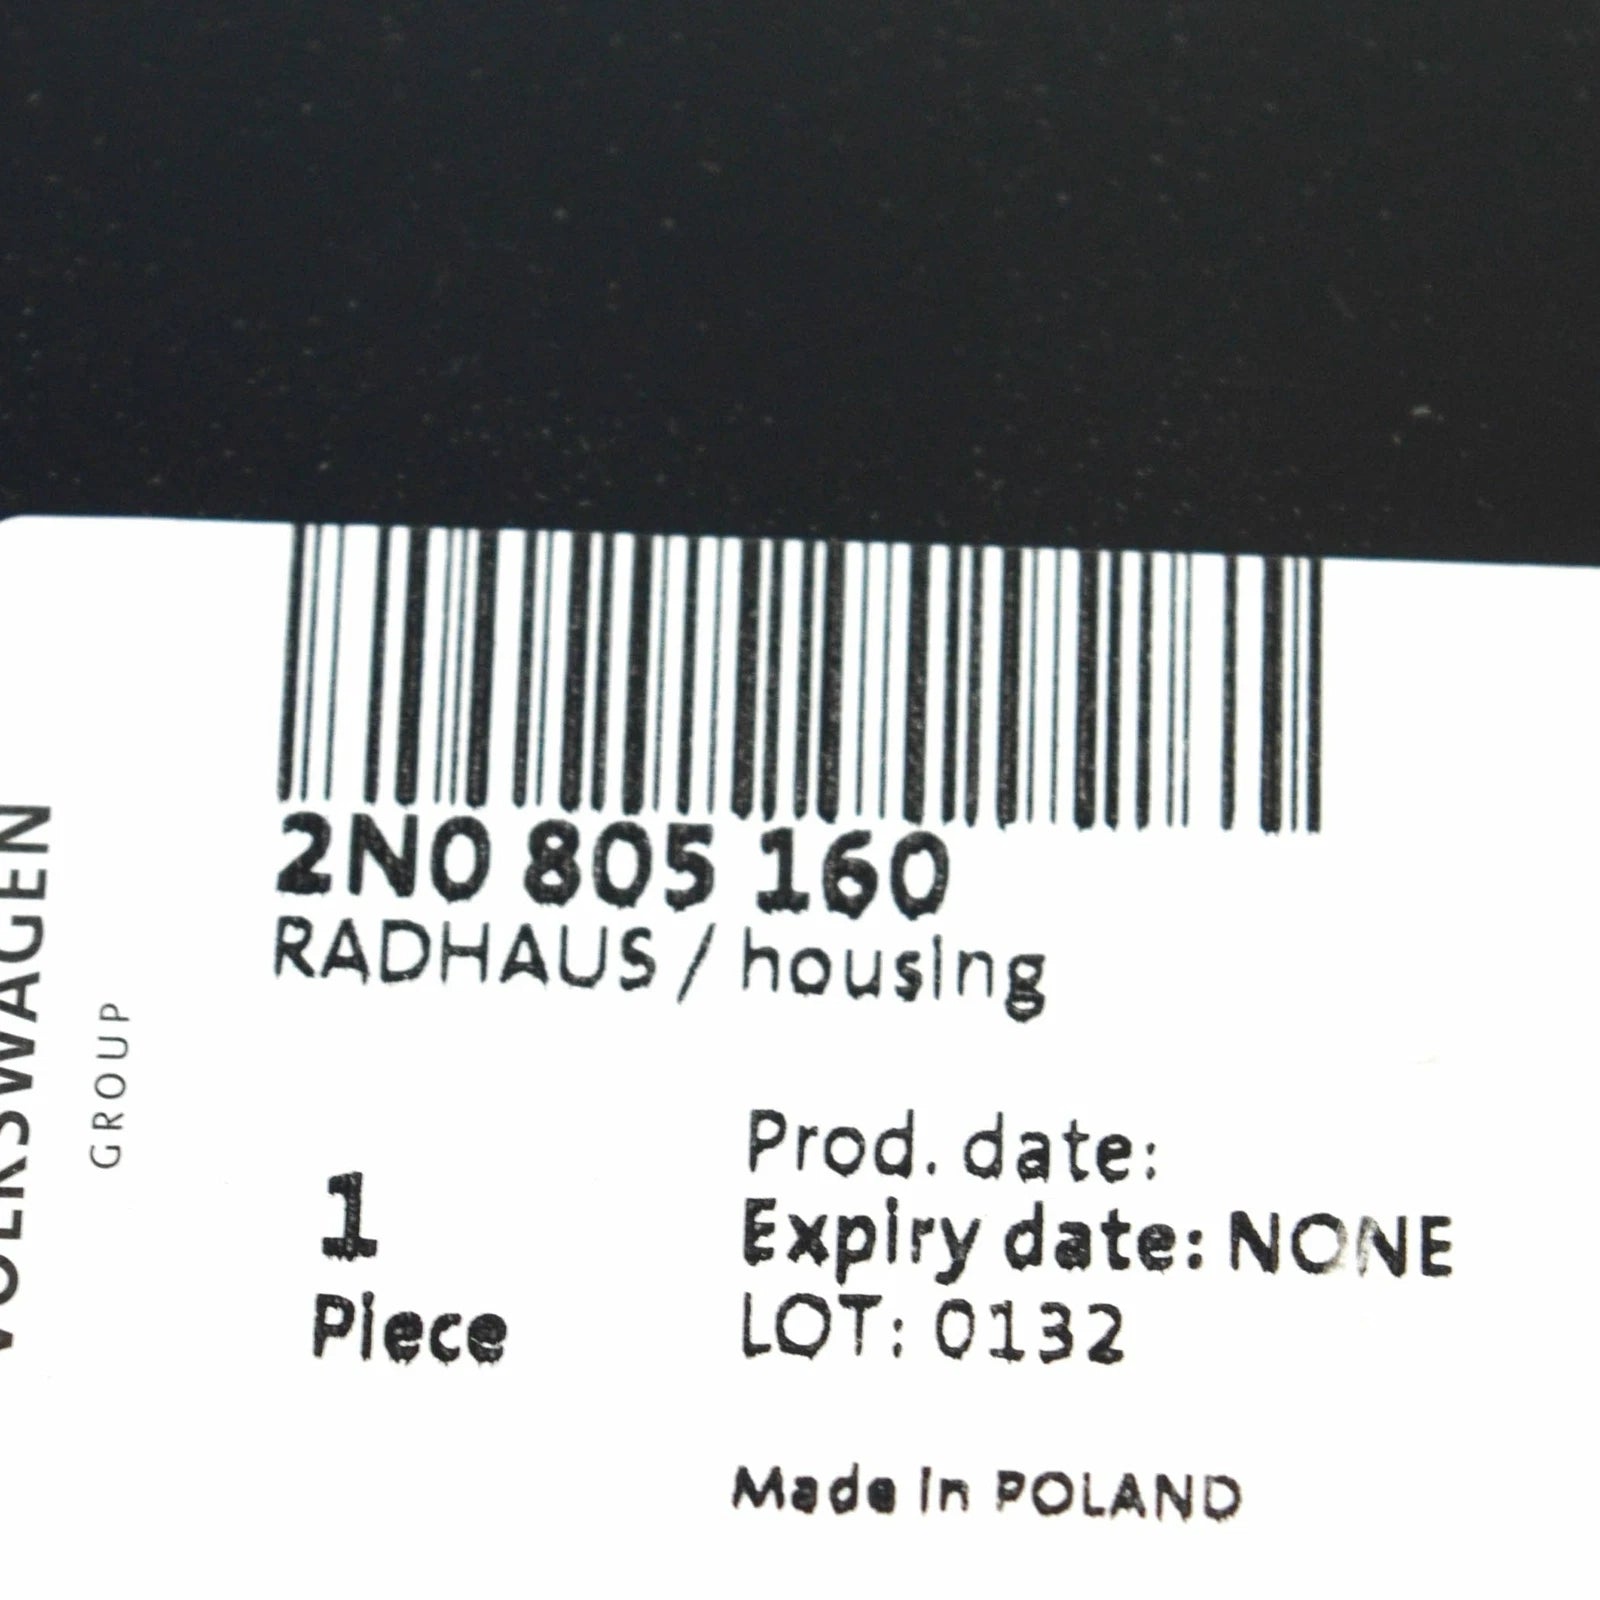 2N0 805 160
RADHAUS / housing
VOLKSWAGEN
GROUP
1
Piece
Prod. date:
Expiry date: NONE
LOT: 0132
Made in POLAND